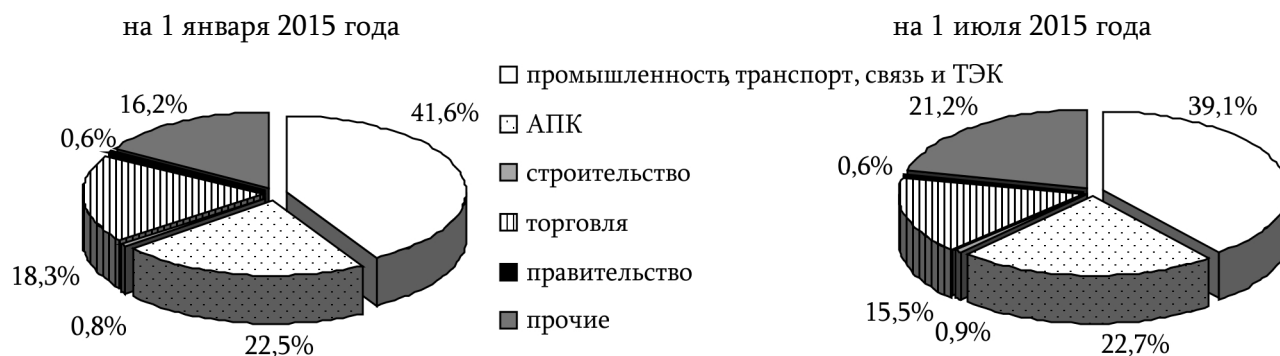 на 1 января 2015 года
16,2%
41,6%
0,6%
18,3%
0,8%
22,5%
промышленность, транспорт, связь и ТЭК
АПК
строительство
торговля
правительство
прочие
на 1 июля 2015 года
21,2%
39,1%
0,6%
15,5%
0,9%
22,7%